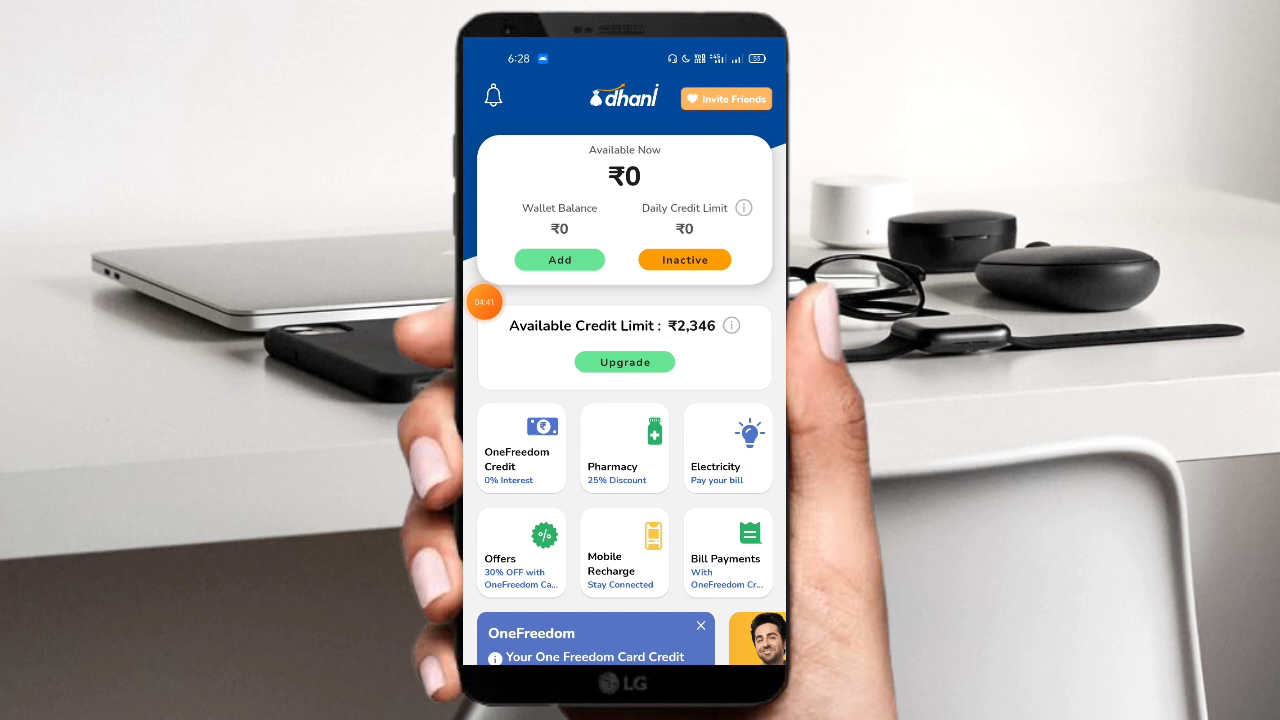 6:28
55
dhani
Invite Friends
Available Now
₹0
Wallet Balance
Daily Credit Limit
₹0
₹0
Add
Inactive
04:41
Available Credit Limit : ₹2,346
Upgrade
OneFreedom
Credit
0% Interest
Pharmacy
25% Discount
Electricity
Pay your bill
Offers
30% OFF with
OneFreedom Ca...
Mobile
Recharge
Stay Connected
Bill Payments
With
OneFreedom Cr...
OneFreedom
Your One Freedom Card Credit
LG